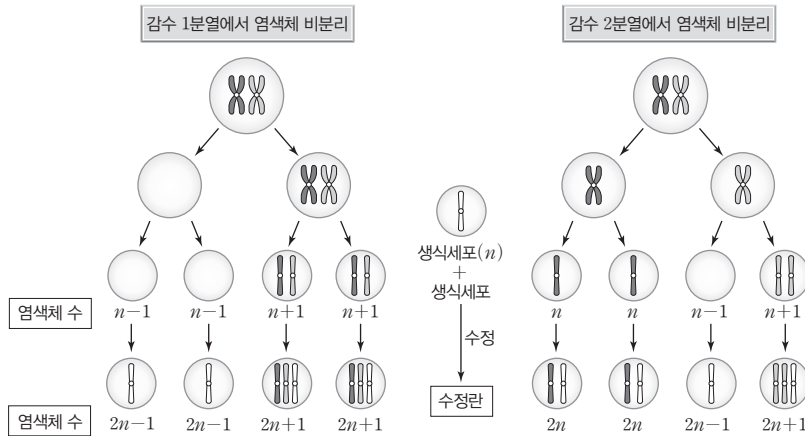 감수 1분열에서 염색체 비분리
감수 2분열에서 염색체 비분리
생식세포(n)
+
생식세포
염색체 수
n-1
n-1
n+1
n+1
n
n
n-1
n+1
수정
수정란
염색체 수
2n-1
2n-1
2n+1
2n+1
2n
2n
2n-1
2n+1